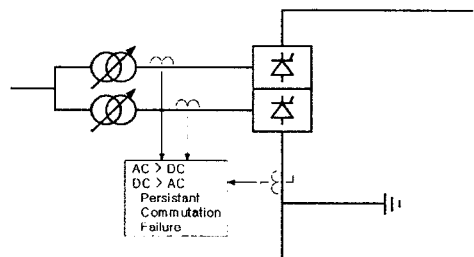 AC > DC
DC > AC
Persistant
Commutation
Failure